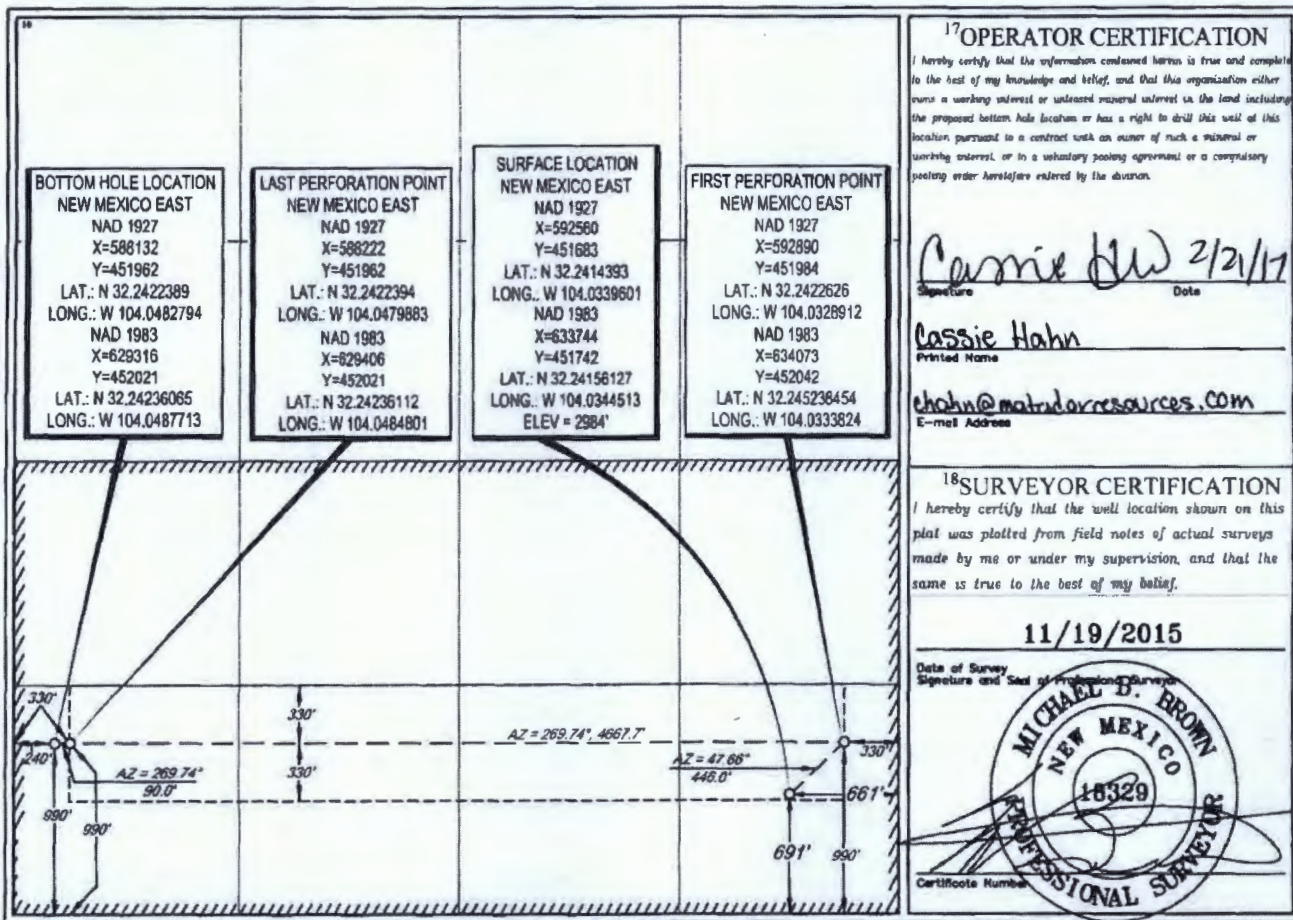 16
BOTTOM HOLE LOCATION
NEW MEXICO EAST
NAD 1927
X=588132
Y=451962
LAT.: N 32.2422389
LONG.: W 104.0482794
NAD 1983
X=629316
Y=452021
LAT.: N 32.24236065
LONG.: W 104.0487713
LAST PERFORATION POINT
NEW MEXICO EAST
NAD 1927
X=588222
Y=451962
LAT.: N 32.2422394
LONG.: W 104.0479883
NAD 1983
X=629406
Y=452021
LAT.: N 32.24236112
LONG.: W 104.0484801
SURFACE LOCATION
NEW MEXICO EAST
NAD 1927
X=592560
Y=451683
LAT.: N 32.2414393
LONG.: W 104.0339601
NAD 1983
X=633744
Y=451742
LAT.: N 32.24156127
LONG.: W 104.0344513
ELEV = 2984'
FIRST PERFORATION POINT
NEW MEXICO EAST
NAD 1927
X=592890
Y=451984
LAT.: N 32.2422626
LONG.: W 104.0328912
NAD 1983
X=634073
Y=452042
LAT.: N 32.245236454
LONG.: W 104.0333824
330'
240'
AZ = 269.74°
90.0'
990'
990'
330'
330'
AZ = 269.74°, 4667.7'
AZ = 47.66°
446.0'
330'
661'
691'
990'
17 OPERATOR CERTIFICATION
I hereby certify that the information contained herein is true and complete
to the best of my knowledge and belief, and that this organization either
owns a working interest or unleased mineral interest in the land including
the proposed bottom hole location or has a right to drill this well at this
location pursuant to a contract with an owner of such a mineral or
working interest, or to a voluntary pooling agreement or a compulsory
pooling order heretofore entered by the division.
2/21/17
Signature Date
Cassie Hahn
Printed Name
chahn@matadorresources.com
E-mail Address
18 SURVEYOR CERTIFICATION
I hereby certify that the well location shown on this
plat was plotted from field notes of actual surveys
made by me or under my supervision, and that the
same is true to the best of my belief.
11/19/2015
Date of Survey
Signature and Seal of Professional Surveyor
MICHAEL B. BROWN
NEW MEXICO
18329
PROFESSIONAL SURVEYOR
Certificate Number